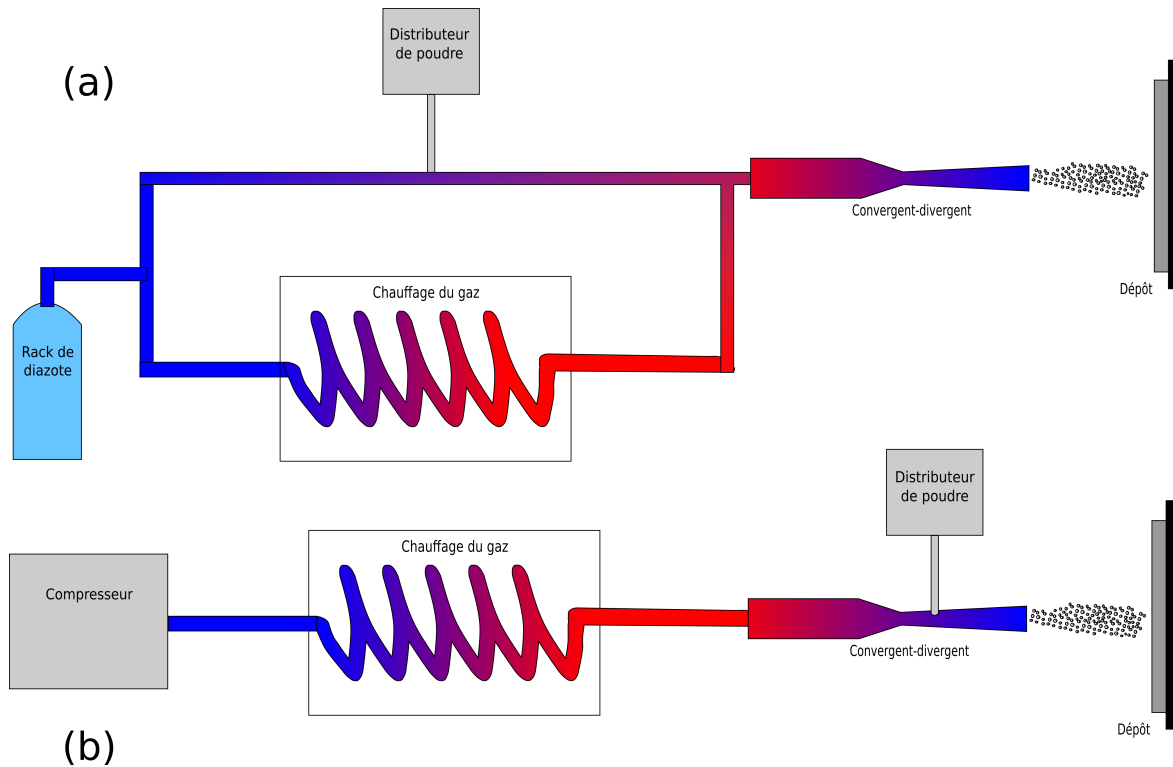 (a)
Distributeur
de poudre
Convergent-divergent
Dépôt
Chauffage du gaz
Rack de
diazote
(b)
Distributeur
de poudre
Chauffage du gaz
Compresseur
Convergent-divergent
Dépôt